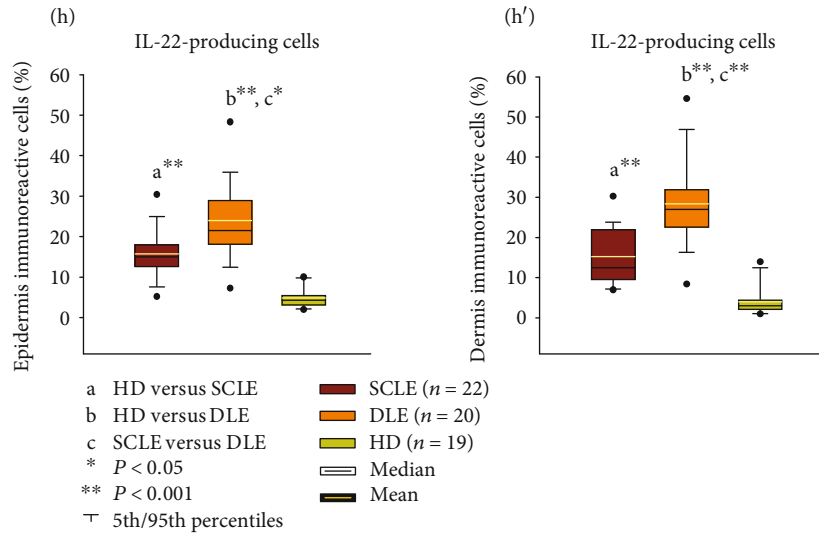 (h)
IL-22-producing cells
Epidermis immunoreactive cells (%)
60
50
40
30
20
10
0
a**
b**, c*
(h′)
IL-22-producing cells
Dermis immunoreactive cells (%)
60
50
40
30
20
10
0
a**
b**, c**
a HD versus SCLE
b HD versus DLE
c SCLE versus DLE
* P < 0.05
** P < 0.001
5th/95th percentiles
SCLE (n = 22)
DLE (n = 20)
HD (n = 19)
Median
Mean